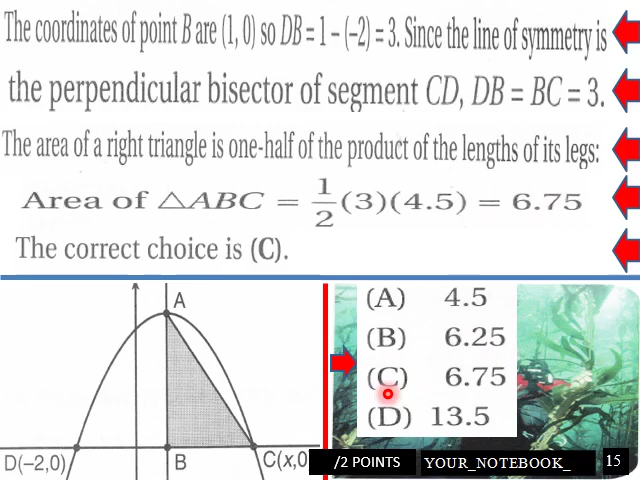 The coordinates of point B are (1, 0) so DB = 1 – (–2) = 3. Since the line of symmetry is
the perpendicular bisector of segment CD, DB = BC = 3.
The area of a right triangle is one-half of the product of the lengths of its legs:
Area of △ABC = 1/2 (3)(4.5) = 6.75
The correct choice is (C).
A
D(−2,0)
B
C(x,0
(A) 4.5
(B) 6.25
(C) 6.75
(D) 13.5
/2 POINTS
YOUR_NOTEBOOK_
15